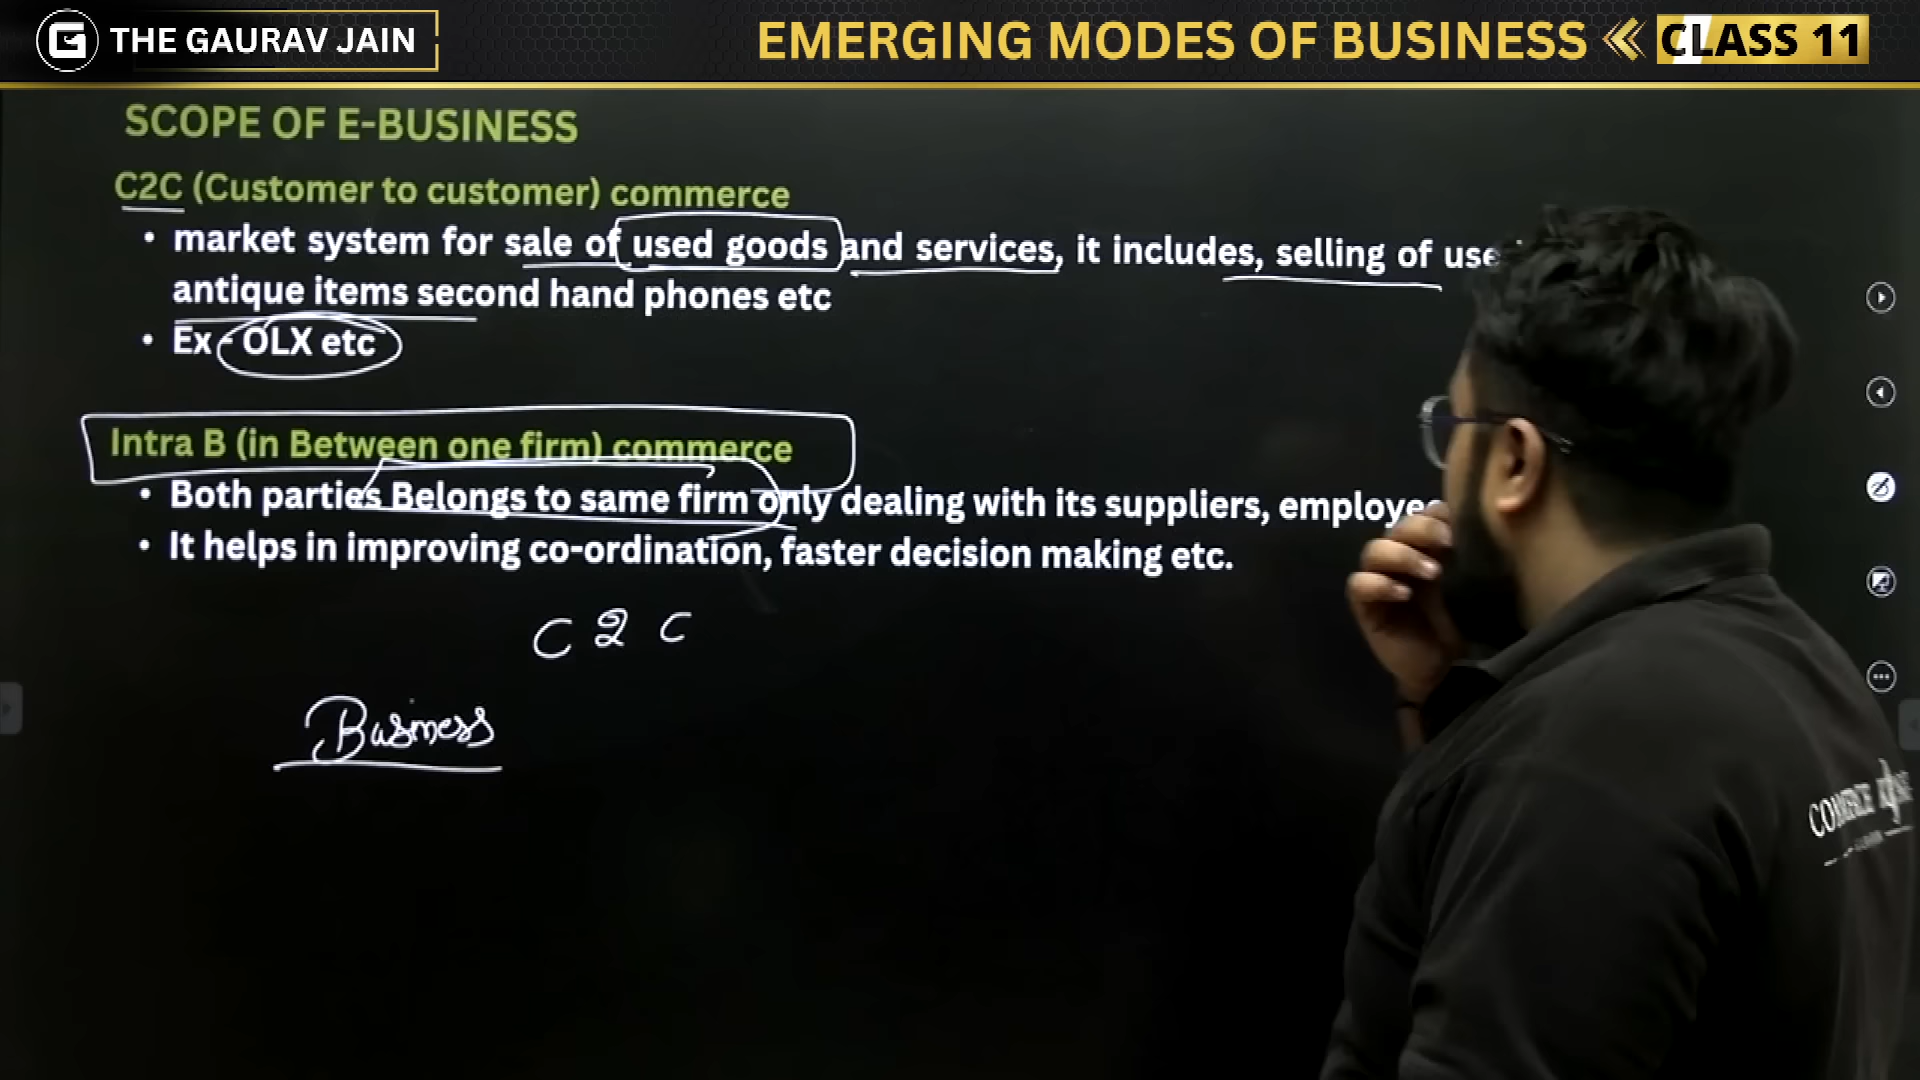 THE GAURAV JAIN
EMERGING MODES OF BUSINESS
CLASS 11
SCOPE OF E-BUSINESS
C2C (Customer to customer) commerce
• market system for sale of used goods and services, it includes, selling of
antique items second hand phones etc
• Ex - OLX etc
Intra B (in Between one firm) commerce
• Both parties Belongs to same firm only dealing with its suppliers,
• It helps in improving co-ordination, faster decision making etc.
C 2 C
Business